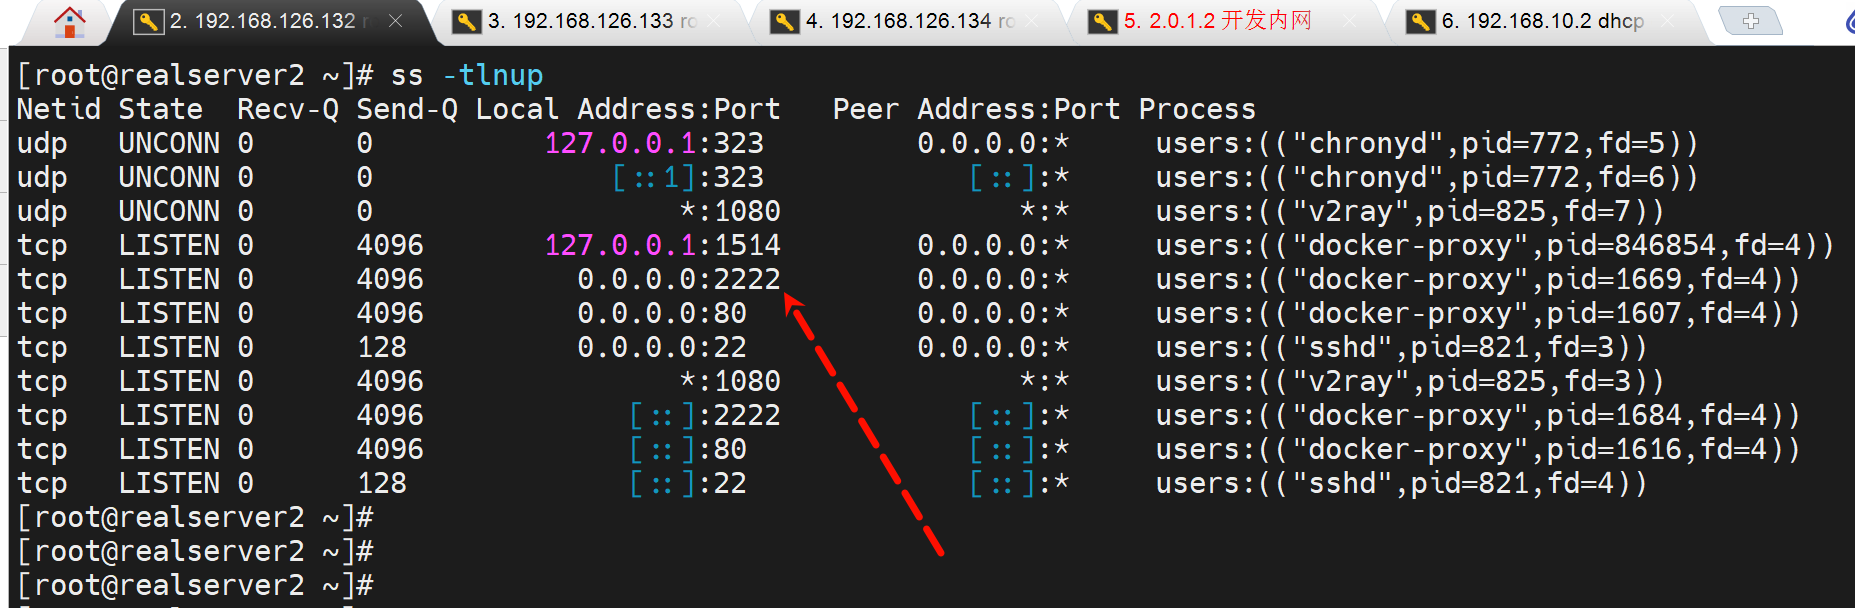 2. 192.168.126.132 r
3. 192.168.126.133 ro
4. 192.168.126.134 ro
5. 2.0.1.2 开发内网
6. 192.168.10.2 dhcp
[root@realserver2 ~]# ss -tlnup
Netid State Recv-Q Send-Q Local Address:Port Peer Address:Port Process
udp UNCONN 0 0 127.0.0.1:323 0.0.0.0:* users:(("chronyd",pid=772,fd=5))
udp UNCONN 0 0 [::1]:323 [::]:* users:(("chronyd",pid=772,fd=6))
udp UNCONN 0 0 *:1080 *:* users:(("v2ray",pid=825,fd=7))
tcp LISTEN 0 4096 127.0.0.1:1514 0.0.0.0:* users:(("docker-proxy",pid=846854,fd=4))
tcp LISTEN 0 4096 0.0.0.0:2222 0.0.0.0:* users:(("docker-proxy",pid=1669,fd=4))
tcp LISTEN 0 4096 0.0.0.0:80 0.0.0.0:* users:(("docker-proxy",pid=1607,fd=4))
tcp LISTEN 0 128 0.0.0.0:22 0.0.0.0:* users:(("sshd",pid=821,fd=3))
tcp LISTEN 0 4096 *:1080 *:* users:(("v2ray",pid=825,fd=3))
tcp LISTEN 0 4096 [::]:2222 [::]:* users:(("docker-proxy",pid=1684,fd=4))
tcp LISTEN 0 4096 [::]:80 [::]:* users:(("docker-proxy",pid=1616,fd=4))
tcp LISTEN 0 128 [::]:22 [::]:* users:(("sshd",pid=821,fd=4))
[root@realserver2 ~]#
[root@realserver2 ~]#
[root@realserver2 ~]#